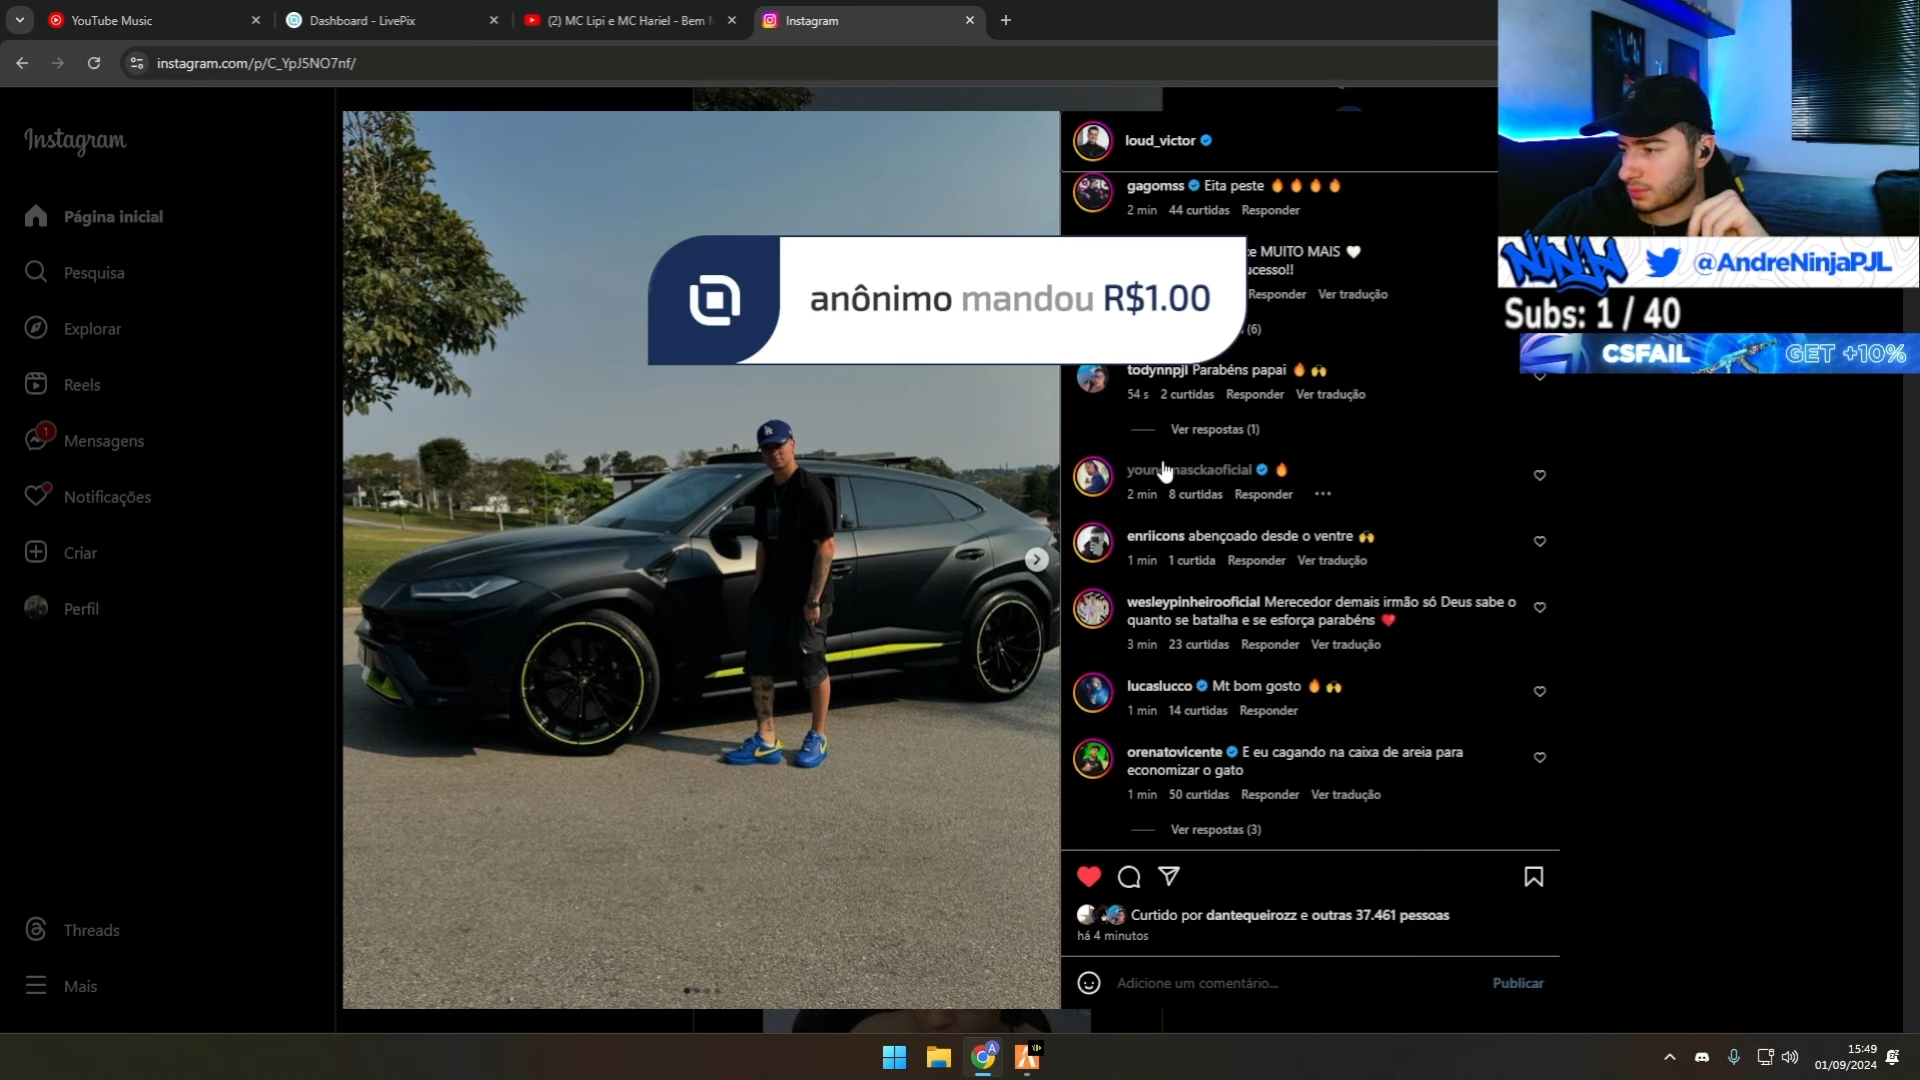 YouTube Music
Dashboard - LivePix
(2) MC Lipi e MC Hariel - Bem
Instagram
instagram.com/p/C_YpJ5NO7nf/
Instagram
Página inicial
Pesquisa
Explorar
Reels
1
Mensagens
Notificações
Criar
Perfil
Threads
Mais
anônimo mandou R$1.00
loud_victor
gagomss Eita peste 🔥🔥🔥🔥
2 min 44 curtidas Responder
MUITO MAIS 🤍
Responder Ver tradução
(6)
todynnpjl Parabéns papai 🔥🙌
54 s 2 curtidas Responder Ver tradução
Ver respostas (1)
🔥
2 min 8 curtidas Responder ...
enrlicons abençoado desde o ventre 🙌
1 min 1 curtida Responder Ver tradução
wesleypinheirooficial Merecedor demais irmão só Deus sabe o
quanto se batalha e se esforça parabéns ❤️
3 min 23 curtidas Responder Ver tradução
lucaslucco Mt bom gosto 🔥🙌
1 min 14 curtidas Responder
orenatovicente E eu cagando na caixa de areia para
economizar o gato
1 min 50 curtidas Responder Ver tradução
Ver respostas (3)
Curtido por dantequeirozz e outras 37.461 pessoas
há 4 minutos
Adicione um comentário...
Publicar
NINJA
@AndreNinjaPJL
Subs: 1 / 40
CSFAIL GET +10%
LA
A
15:49
01/09/2024